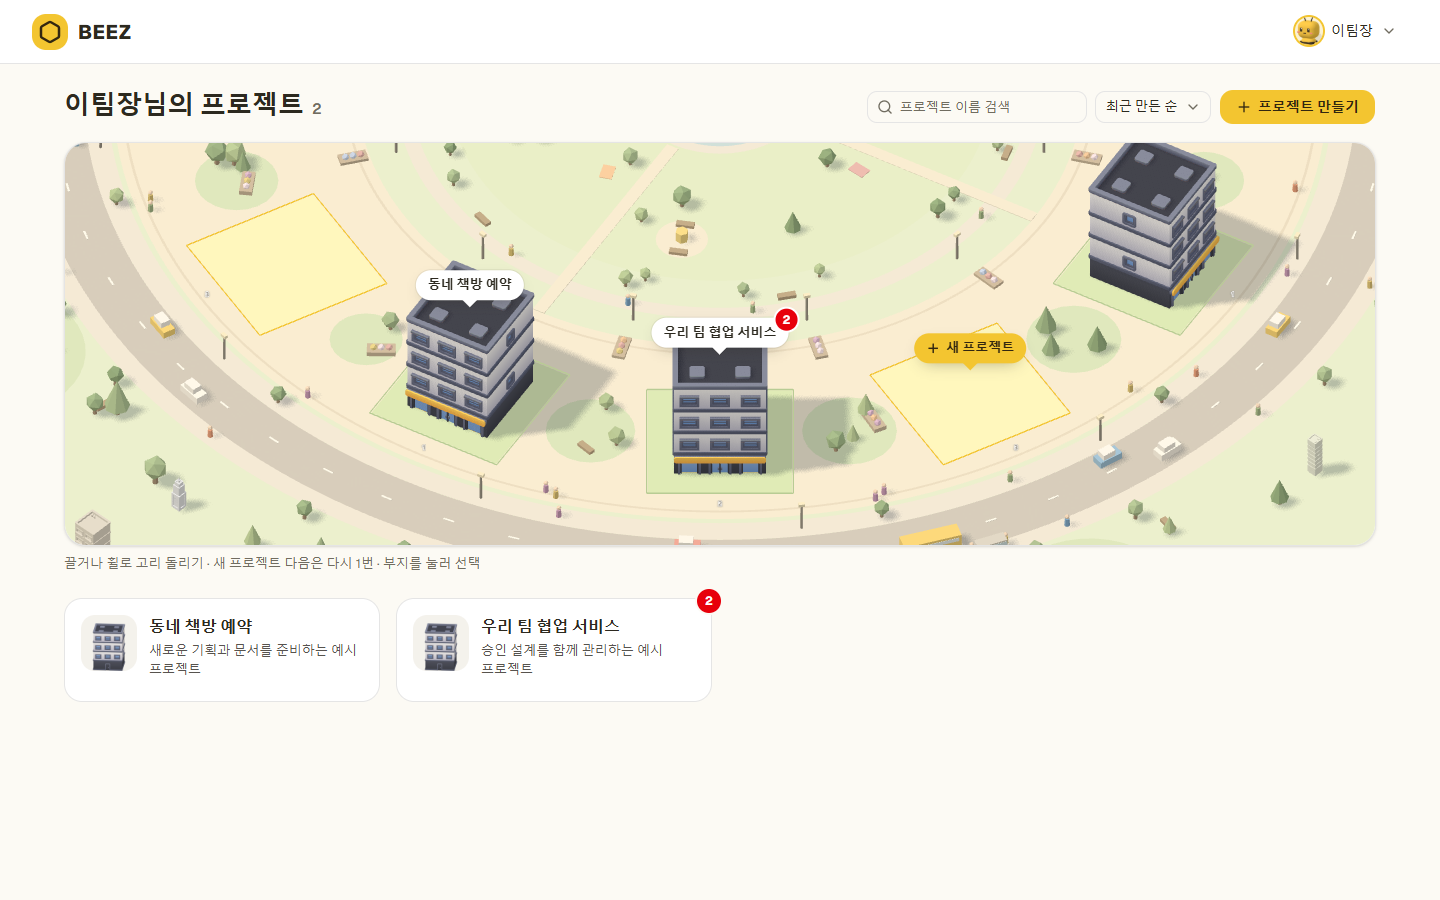 BEEZ
이팀장
이팀장님의 프로젝트 2
프로젝트 이름 검색
최근 만든 순
+ 프로젝트 만들기
동네 책방 예약
우리 팀 협업 서비스
2
+ 새 프로젝트
3
1
2
3
끌거나 휠로 고리 돌리기 · 새 프로젝트 다음은 다시 1번 · 부지를 눌러 선택
동네 책방 예약
새로운 기획과 문서를 준비하는 예시
프로젝트
2
우리 팀 협업 서비스
승인 설계를 함께 관리하는 예시
프로젝트